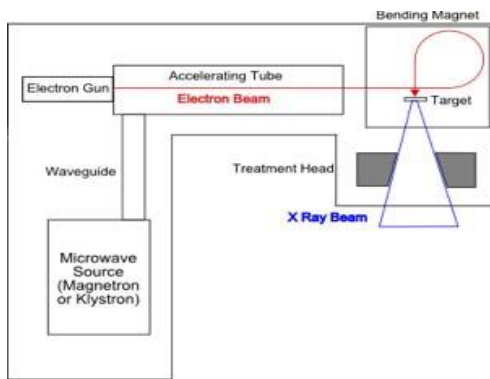 Bending Magnet
Accelerating Tube
Electron Gun
Electron Beam
Target
Waveguide
Treatment Head
X Ray Beam
Microwave
Source
(Magnetron
or Klystron)